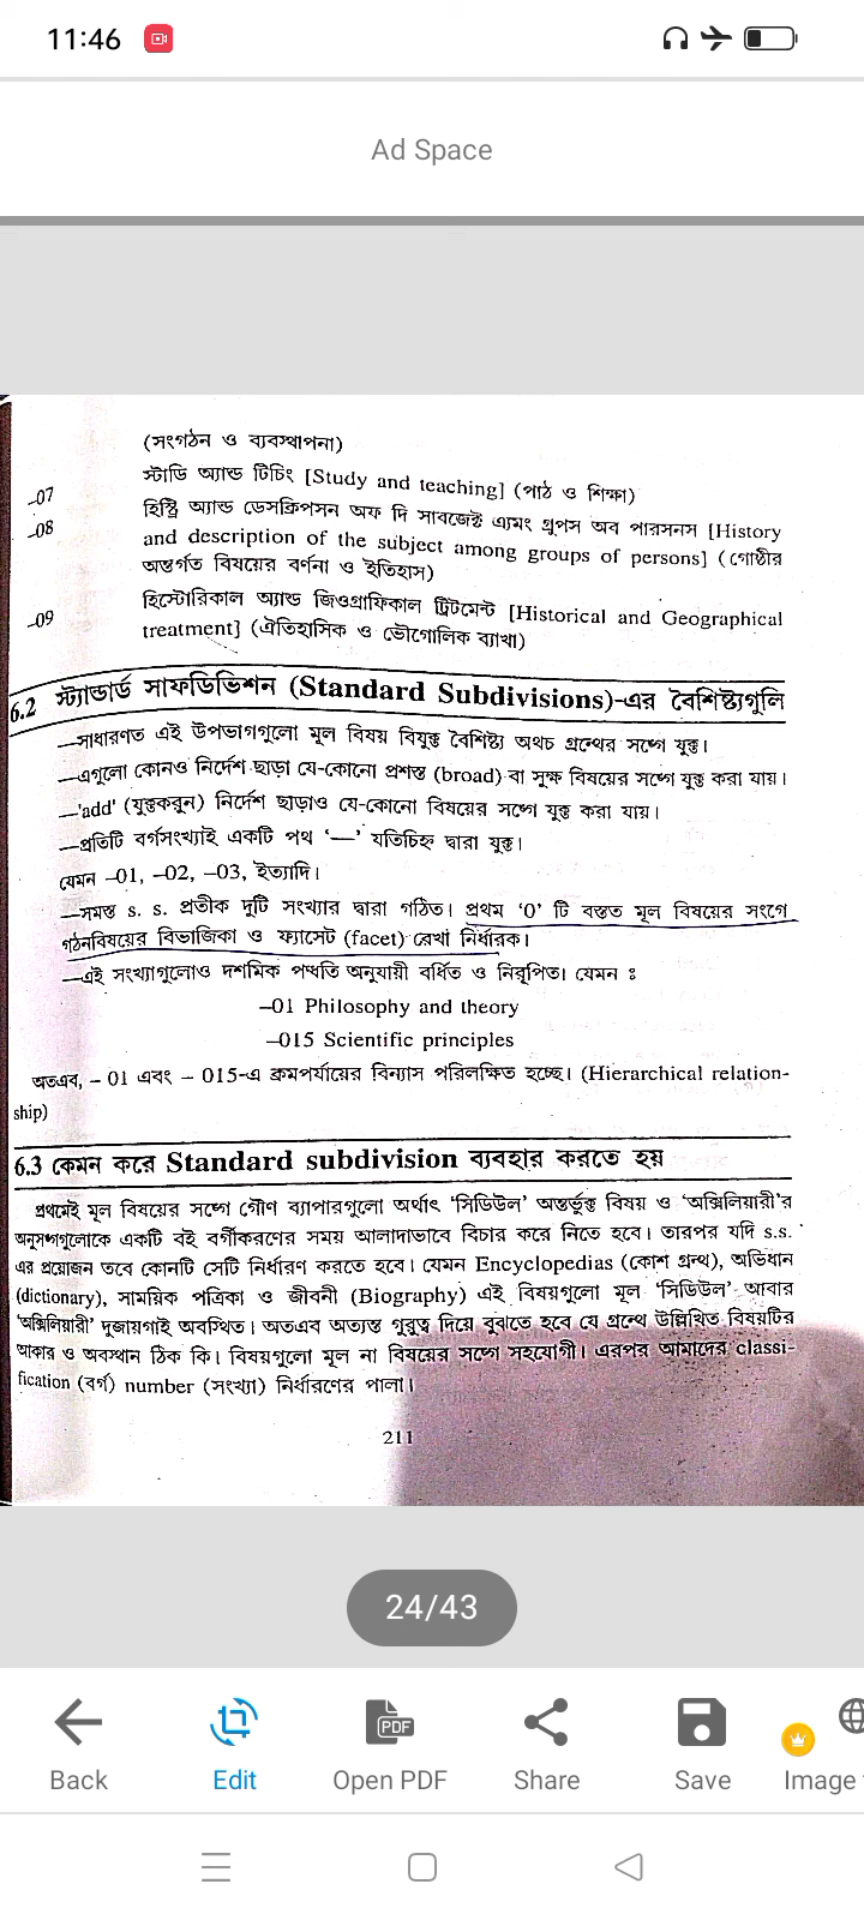 11:46
Ad Space
(সংগঠন ও ব্যবস্থাপনা)
–07 স্টাডি অ্যান্ড টিচিং [Study and teaching] (পাঠ ও শিক্ষা)
–08 হিস্ট্রি অ্যান্ড ডেসক্রিপসন অফ দি সাবজেক্ট এ্যমং গ্রুপস অব পারসনস [History
and description of the subject among groups of persons] (গোষ্ঠীর
অন্তর্গত বিষয়ের বর্ণনা ও ইতিহাস)
–09 হিস্টোরিকাল অ্যান্ড জিওগ্রাফিকাল ট্রিটমেন্ট [Historical and Geographical
treatment] (ঐতিহাসিক ও ভৌগোলিক ব্যাখা)
6.2 স্ট্যান্ডার্ড সাফডিভিশন (Standard Subdivisions)-এর বৈশিষ্ট্যগুলি
—সাধারণত এই উপভাগগুলো মূল বিষয় বিযুক্ত বৈশিষ্ট্য অথচ গ্রন্থের সঙ্গে যুক্ত।
—এগুলো কোনও নির্দেশ ছাড়া যে-কোনো প্রশস্ত (broad) বা সুক্ষ বিষয়ের সঙ্গে যুক্ত করা যায়।
—'add' (যুক্তকরুন) নির্দেশ ছাড়াও যে-কোনো বিষয়ের সঙ্গে যুক্ত করা যায়।
—প্রতিটি বর্গসংখ্যাই একটি পথ ‘—’ যতিচিহ্ন দ্বারা যুক্ত।
যেমন –01, –02, –03, ইত্যাদি।
—সমস্ত s. s. প্রতীক দুটি সংখ্যার দ্বারা গঠিত। প্রথম ‘0’ টি বস্তুত মূল বিষয়ের সংগে
গঠনবিষয়ের বিভাজিকা ও ফ্যাসেট (facet) রেখা নির্ধারক।
—এই সংখ্যাগুলোও দশমিক পদ্ধতি অনুযায়ী বর্ধিত ও নিরূপিত। যেমন ঃ
–01 Philosophy and theory
–015 Scientific principles
অতএব, – 01 এবং – 015-এ ক্রমপর্যায়ের বিন্যাস পরিলক্ষিত হচ্ছে। (Hierarchical relation-
ship)
6.3 কেমন করে Standard subdivision ব্যবহার করতে হয়
প্রথমেই মূল বিষয়ের সঙ্গে গৌণ ব্যাপারগুলো অর্থাৎ ‘সিডিউল’ অন্তর্ভুক্ত বিষয় ও ‘অক্সিলিয়ারী’র
অনুসঙ্গগুলোকে একটি বই বর্গীকরণের সময় আলাদাভাবে বিচার করে নিতে হবে। তারপর যদি s.s.
এর প্রয়োজন তবে কোনটি সেটি নির্ধারণ করতে হবে। যেমন Encyclopedias (কোশ গ্রন্থ), অভিধান
(dictionary), সাময়িক পত্রিকা ও জীবনী (Biography) এই বিষয়গুলো মূল ‘সিডিউল’ আবার
‘অক্সিলিয়ারী’ দুজায়গাই অবস্থিত। অতএব অত্যন্ত গুরুত্ব দিয়ে বুঝতে হবে যে গ্রন্থে উল্লিখিত বিষয়টির
আকার ও অবস্থান ঠিক কি। বিষয়গুলো মূল না বিষয়ের সঙ্গে সহযোগী। এরপর আমাদের classi-
fication (বর্গ) number (সংখ্যা) নির্ধারণের পালা।
211
24/43
PDF
Back Edit Open PDF Share Save Image